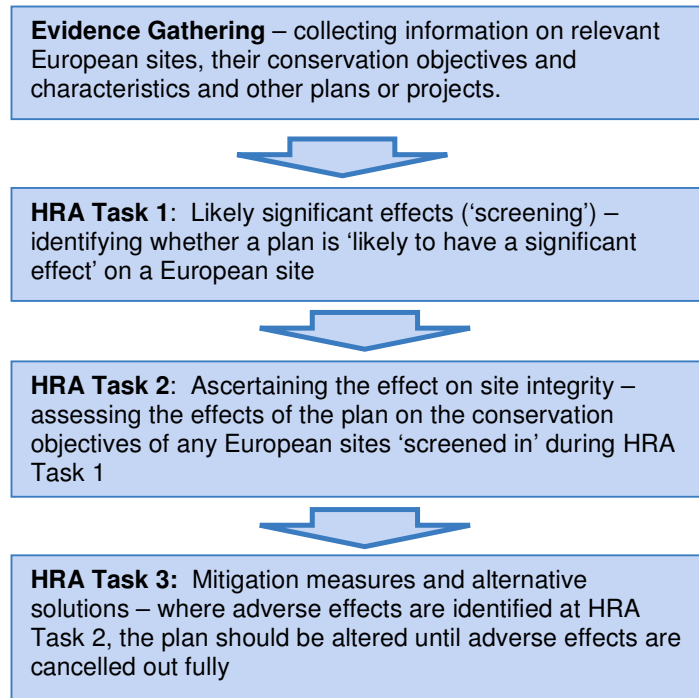 Evidence Gathering – collecting information on relevant
European sites, their conservation objectives and
characteristics and other plans or projects.
HRA Task 1:  Likely significant effects (‘screening’) –
identifying whether a plan is ‘likely to have a significant
effect’ on a European site
HRA Task 2:  Ascertaining the effect on site integrity –
assessing the effects of the plan on the conservation
objectives of any European sites ‘screened in’ during HRA
Task 1
HRA Task 3:  Mitigation measures and alternative
solutions – where adverse effects are identified at HRA
Task 2, the plan should be altered until adverse effects are
cancelled out fully